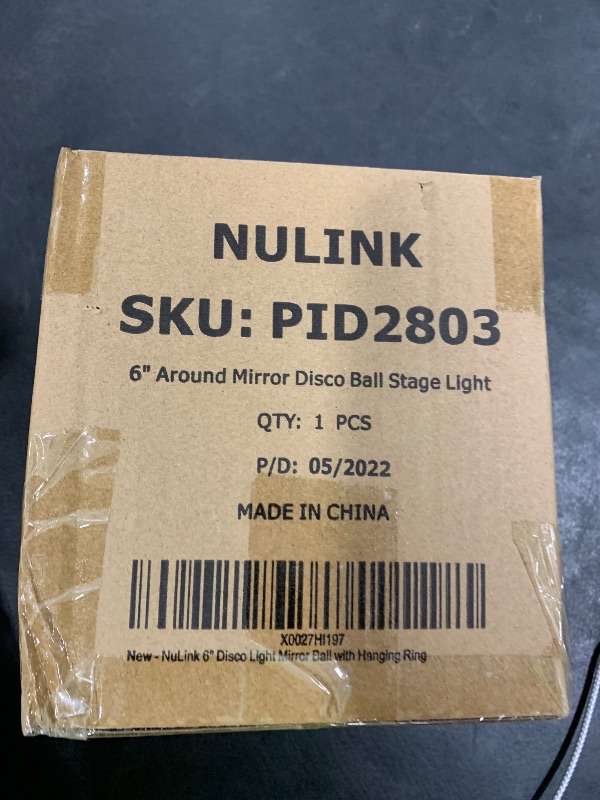 NULINK
SKU: PID2803
6" Around Mirror Disco Ball Stage Light
QTY: 1 PCS
P/D: 05/2022
MADE IN CHINA
X0027HI197
New - NuLink 6" Disco Light Mirror Ball with Hanging Ring